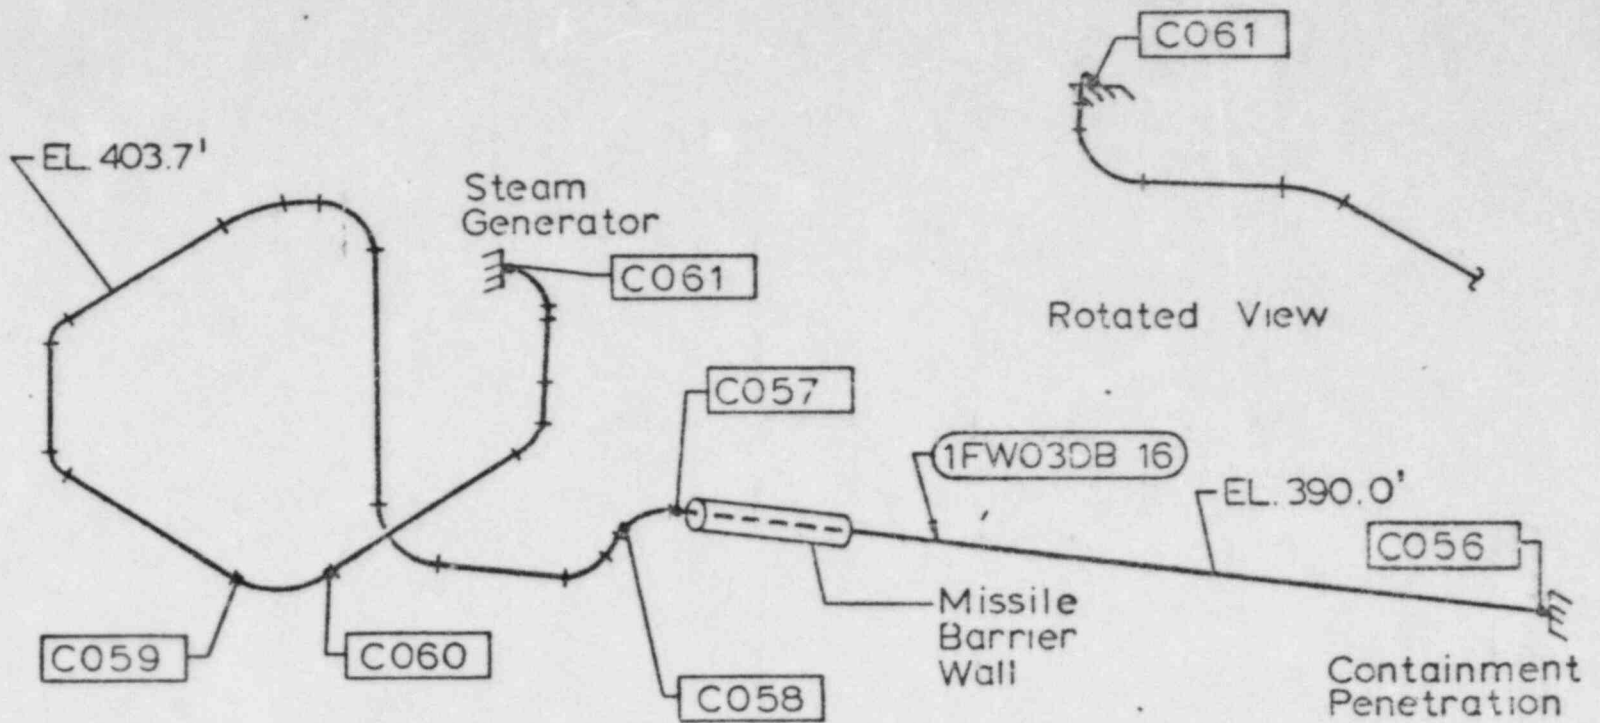 C061
EL. 403.7'
Steam
Generator
C061
Rotated View
C057
1FW03DB 16
EL. 390.0'
C056
Missile
Barrier
Wall
C059
C060
C058
Containment
Penetration